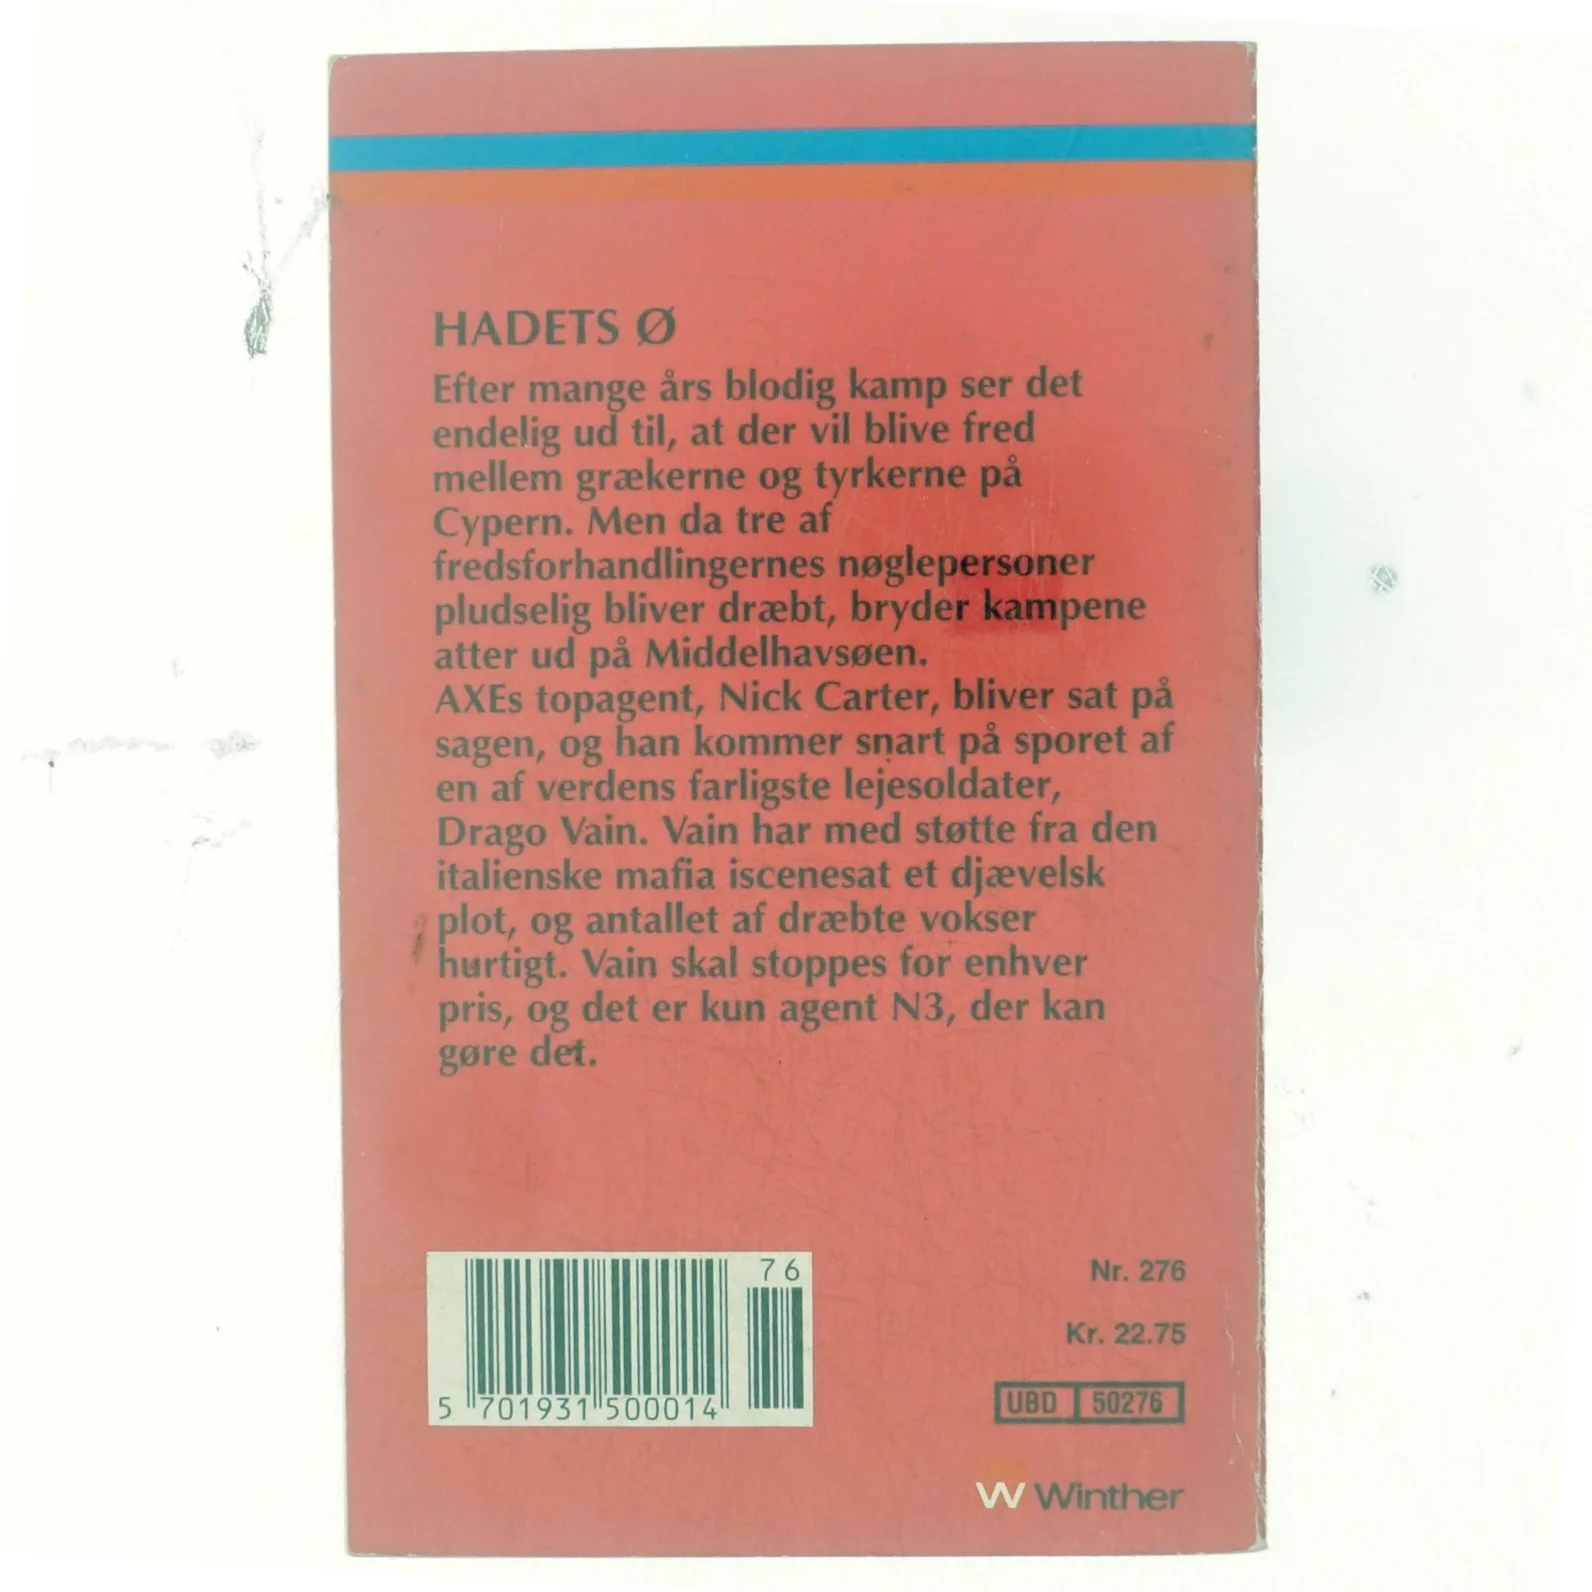 HADETS Ø
Efter mange års blodig kamp ser det
endelig ud til, at der vil blive fred
mellem grækerne og tyrkerne på
Cypern. Men da tre af
fredsforhandlingernes nøglepersoner
pludselig bliver dræbt, bryder kampene
atter ud på Middelhavsøen.
AXEs topagent, Nick Carter, bliver sat på
sagen, og han kommer snart på sporet af
en af verdens farligste lejesoldater,
Drago Vain. Vain har med støtte fra den
italienske mafia iscenesat et djævelsk
plot, og antallet af dræbte vokser
hurtigt. Vain skal stoppes for enhver
pris, og det er kun agent N3, der kan
gøre det.
76
5 701931 500014
Nr. 276
Kr. 22.75
UBD 50276
W Winther